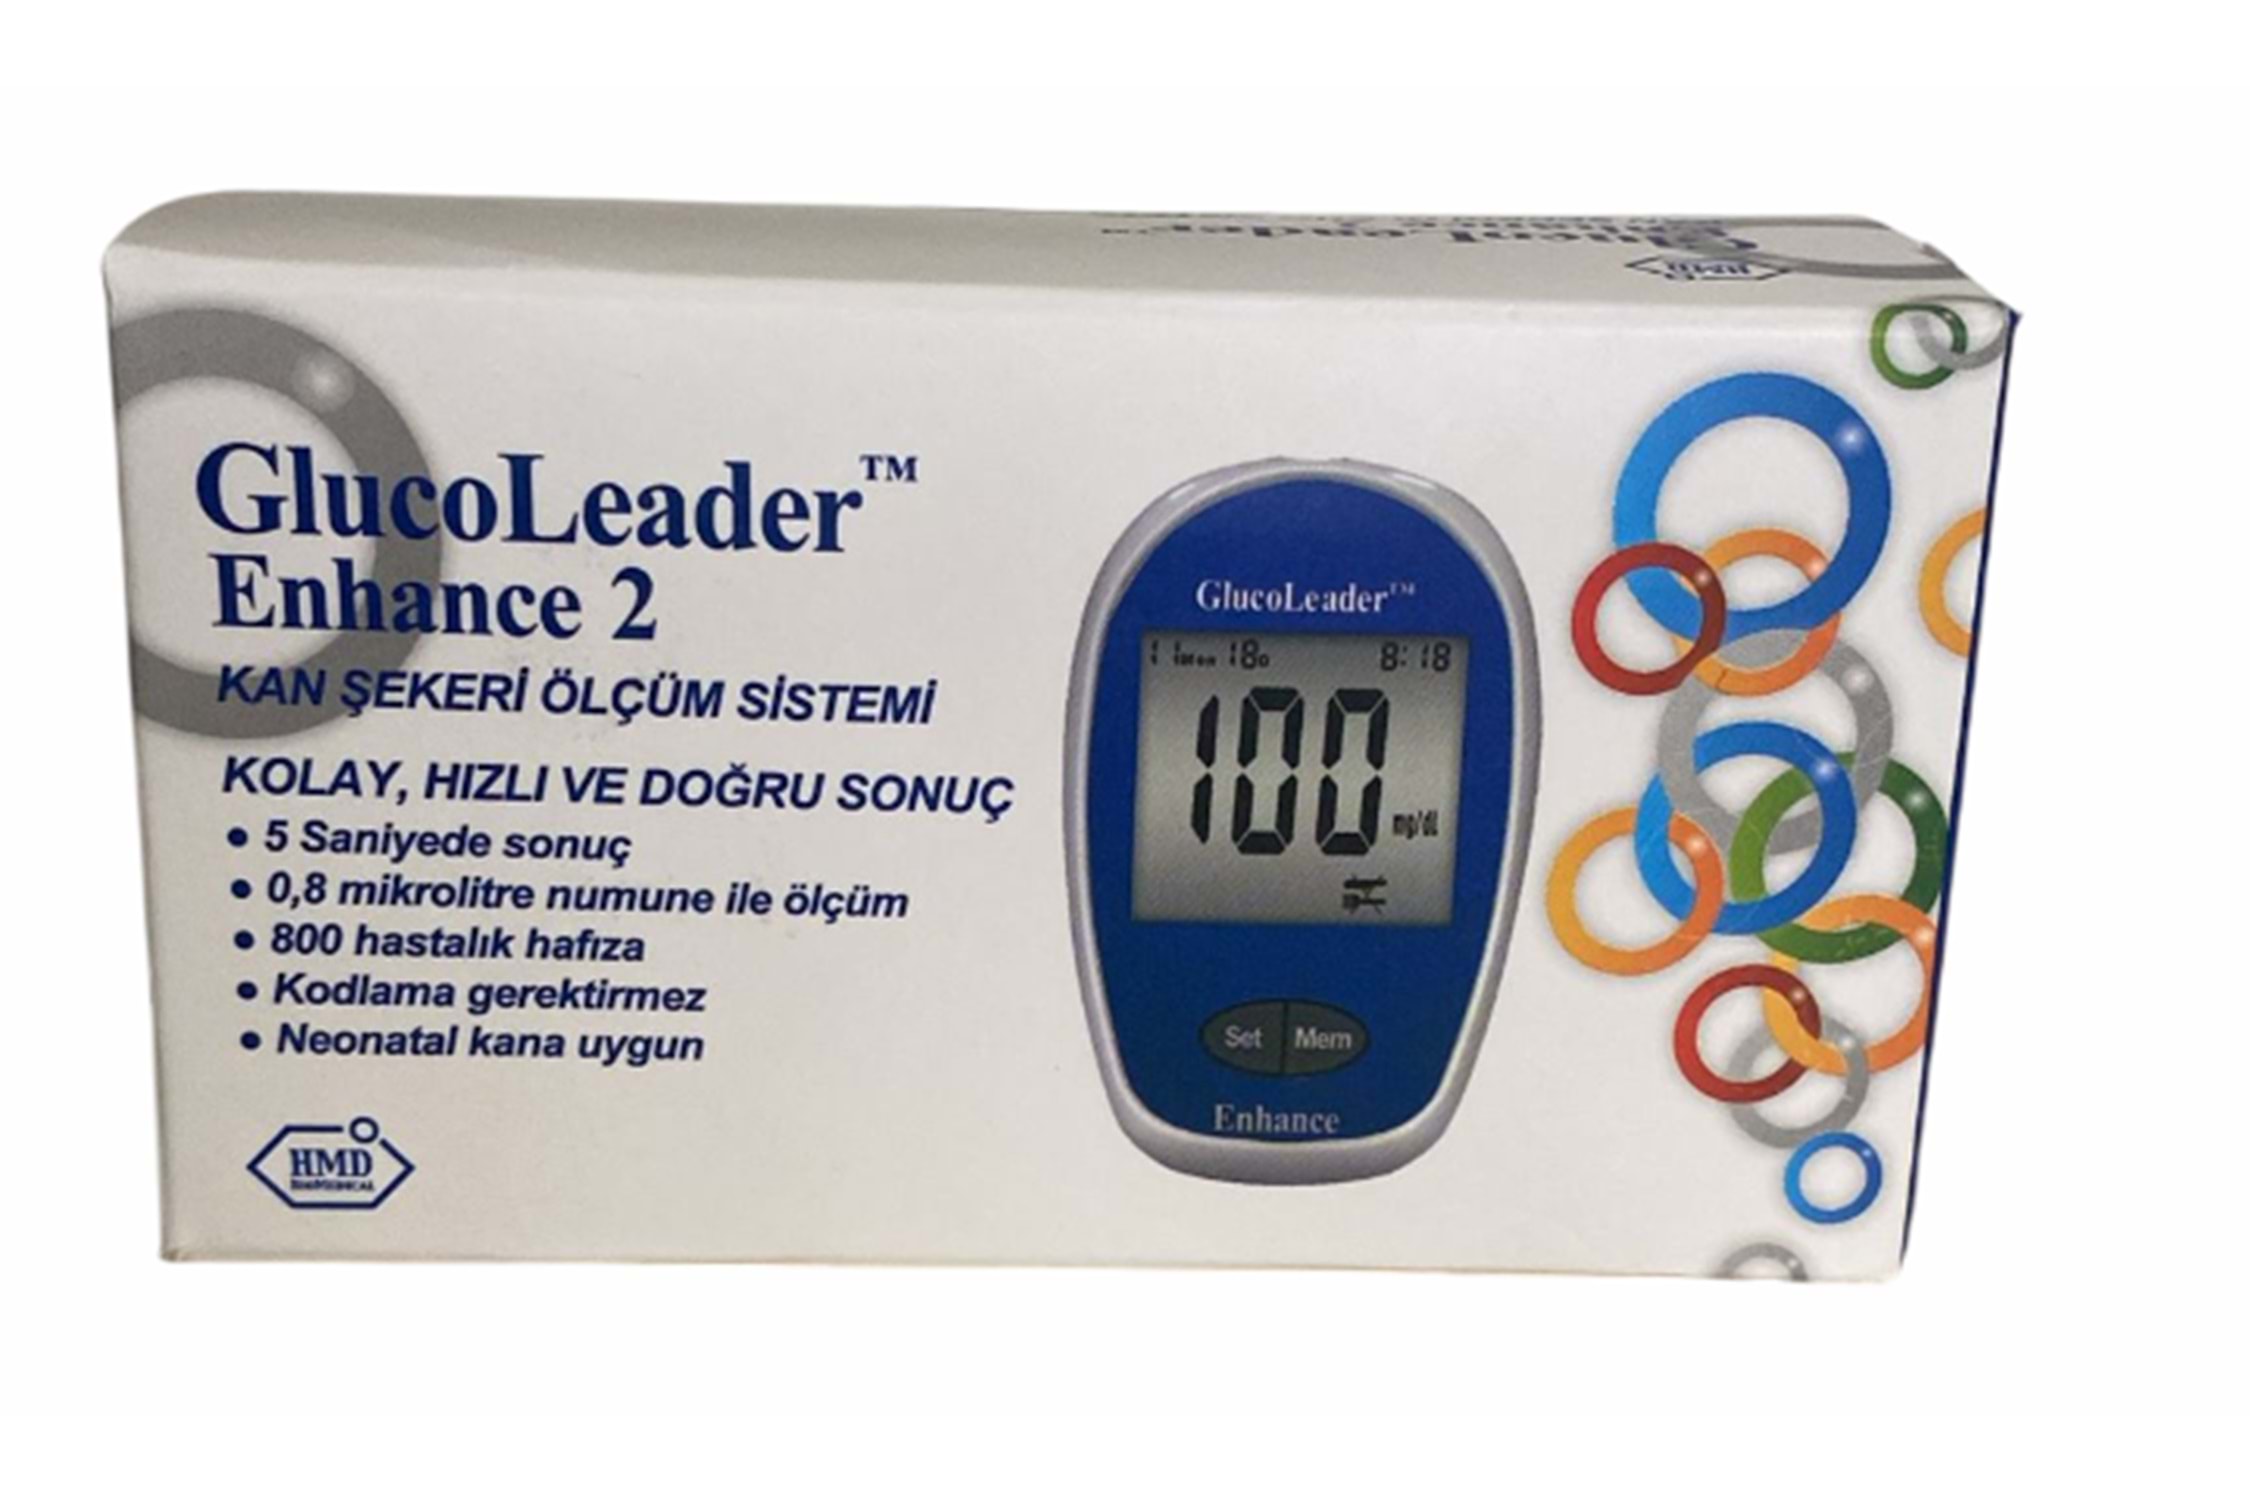 GlucoLeader™
Enhance 2
KAN ŞEKERİ ÖLÇÜM SİSTEMİ
KOLAY, HIZLI VE DOĞRU SONUÇ
• 5 Saniyede sonuç
• 0,8 mikrolitre numune ile ölçüm
• 800 hastalık hafıza
• Kodlama gerektirmez
• Neonatal kana uygun
HMD
BIOMEDICAL
GlucoLeader™
8:18
100
mg/dL
Set Mem
Enhance